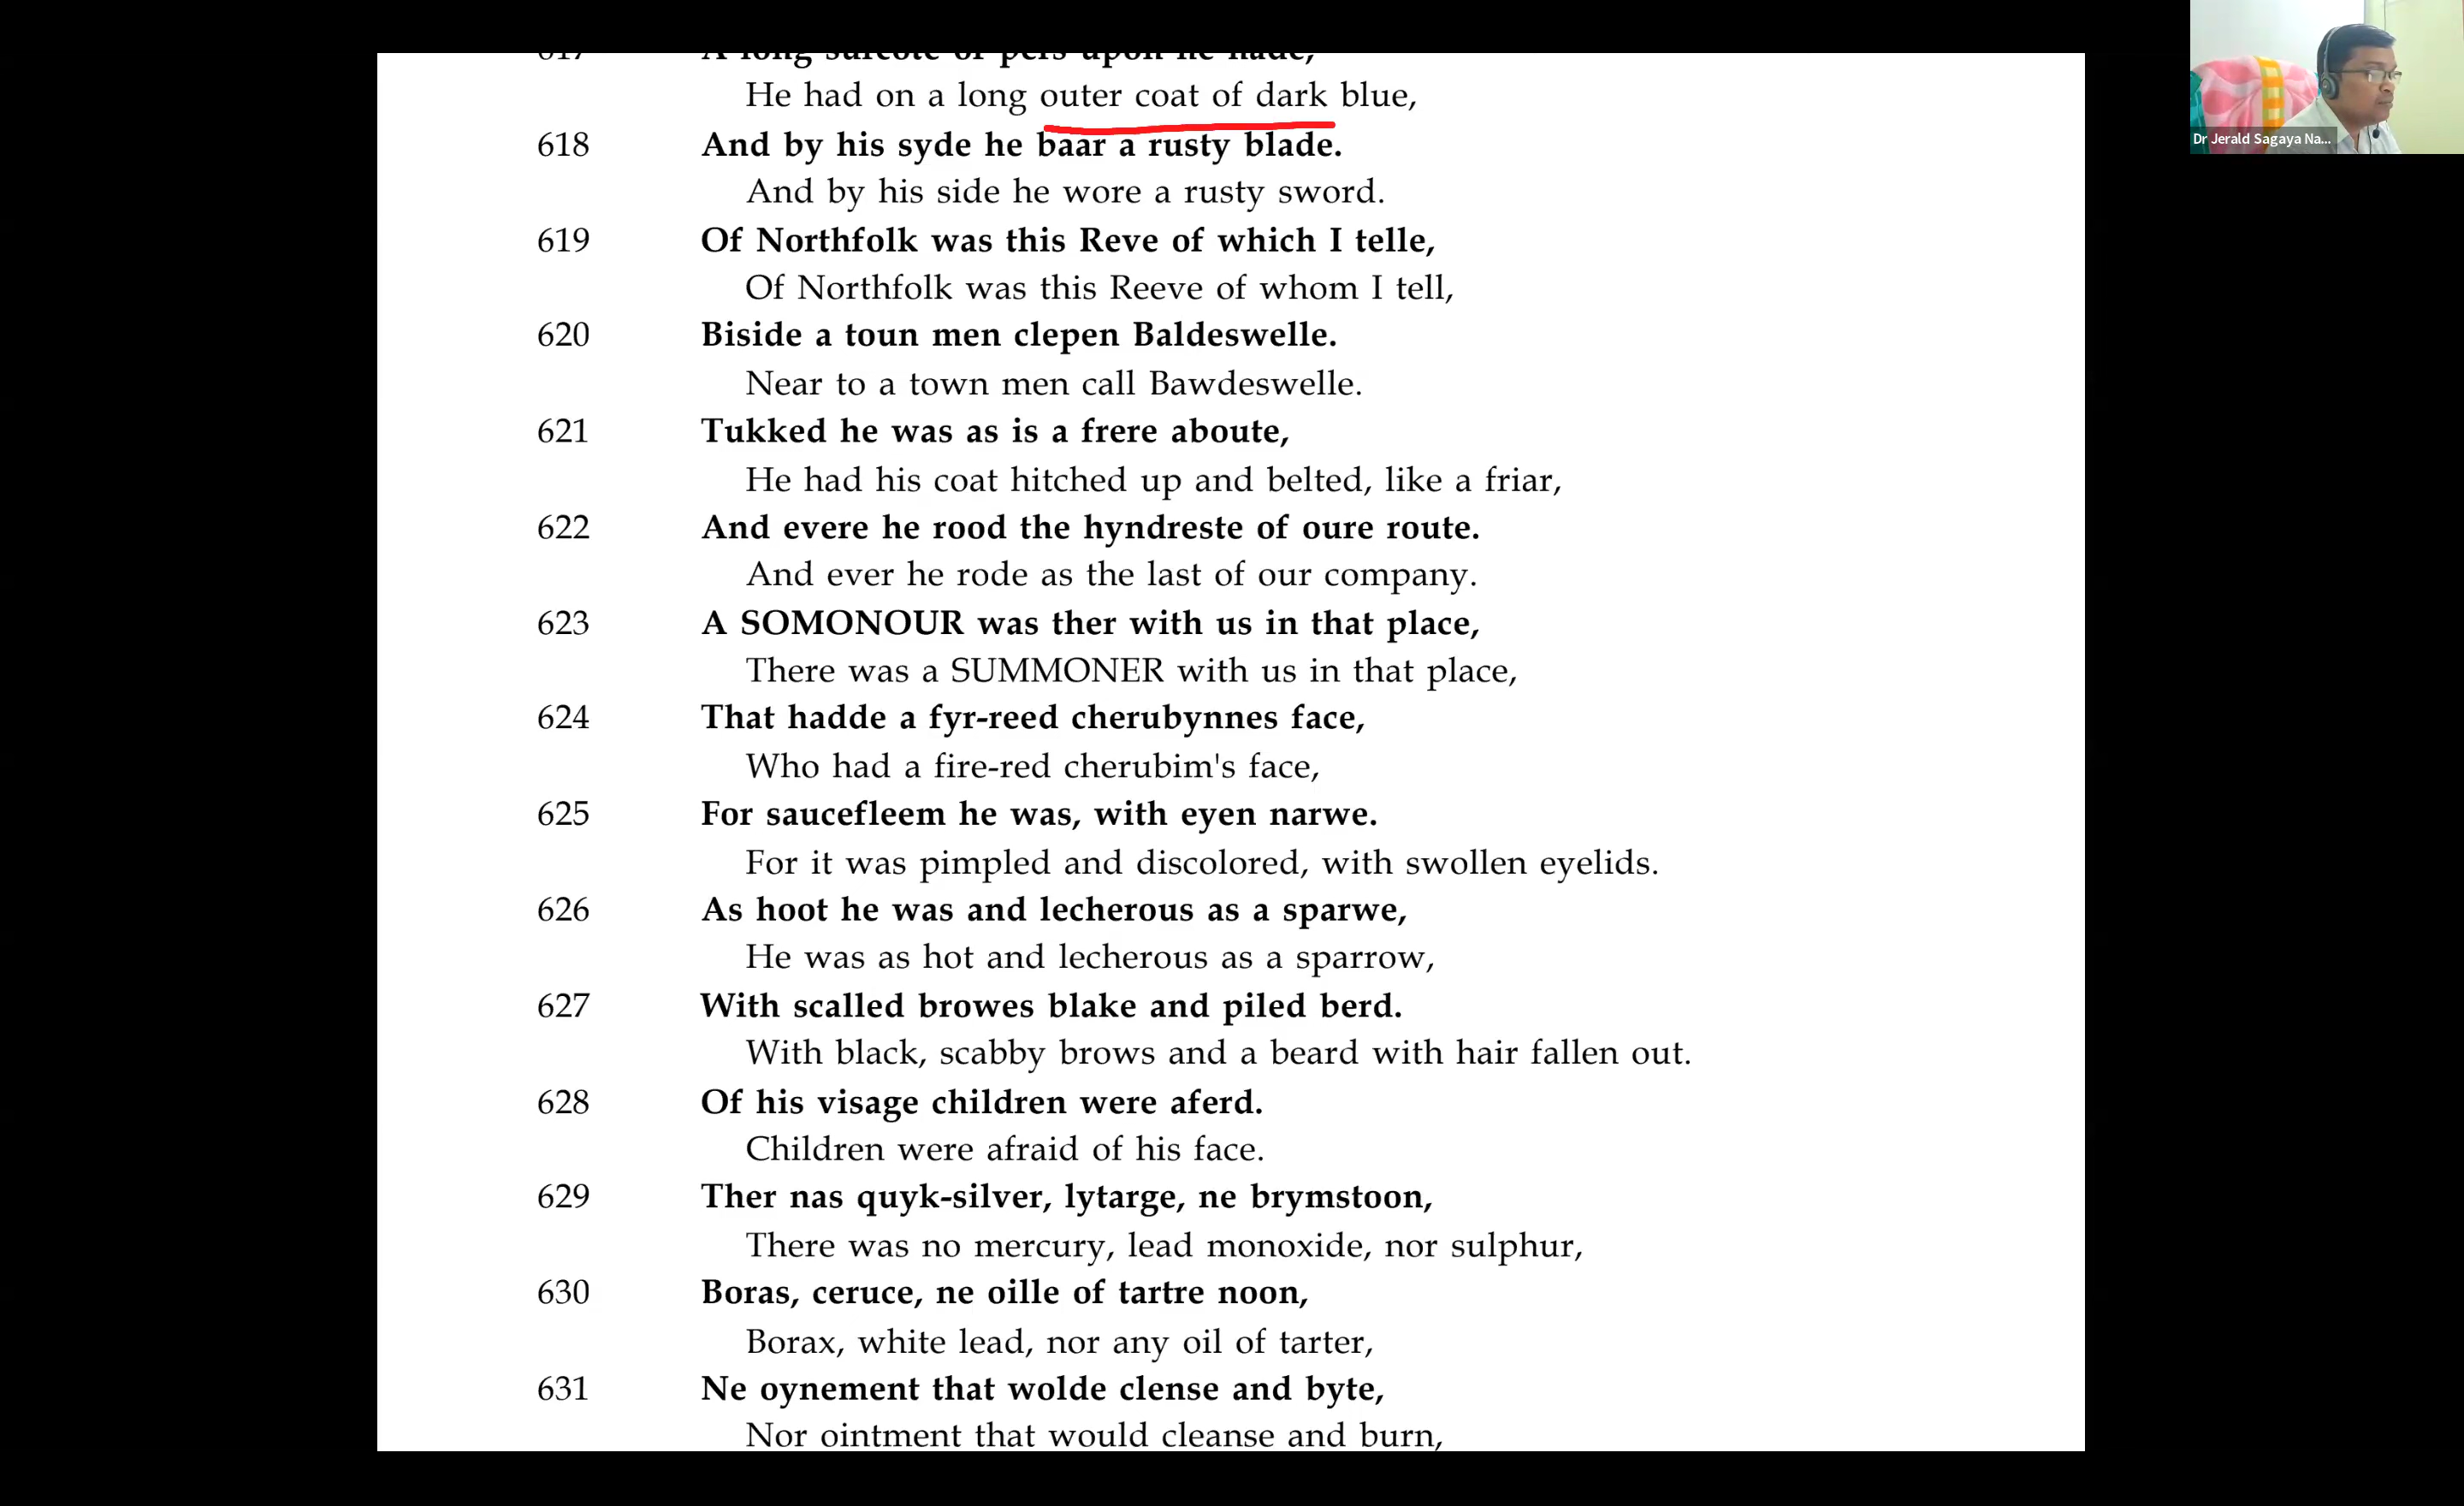 617 A long surcote of pers upon he hade,
He had on a long outer coat of dark blue,
618 And by his syde he baar a rusty blade.
And by his side he wore a rusty sword.
619 Of Northfolk was this Reve of which I telle,
Of Northfolk was this Reeve of whom I tell,
620 Biside a toun men clepen Baldeswelle.
Near to a town men call Bawdeswelle.
621 Tukked he was as is a frere aboute,
He had his coat hitched up and belted, like a friar,
622 And evere he rood the hyndreste of oure route.
And ever he rode as the last of our company.
623 A SOMONOUR was ther with us in that place,
There was a SUMMONER with us in that place,
624 That hadde a fyr-reed cherubynnes face,
Who had a fire-red cherubim's face,
625 For saucefleem he was, with eyen narwe.
For it was pimpled and discolored, with swollen eyelids.
626 As hoot he was and lecherous as a sparwe,
He was as hot and lecherous as a sparrow,
627 With scalled browes blake and piled berd.
With black, scabby brows and a beard with hair fallen out.
628 Of his visage children were aferd.
Children were afraid of his face.
629 Ther nas quyk-silver, lytarge, ne brymstoon,
There was no mercury, lead monoxide, nor sulphur,
630 Boras, ceruce, ne oille of tartre noon,
Borax, white lead, nor any oil of tarter,
631 Ne oynement that wolde clense and byte,
Nor ointment that would cleanse and burn,
Dr Jerald Sagaya Na...